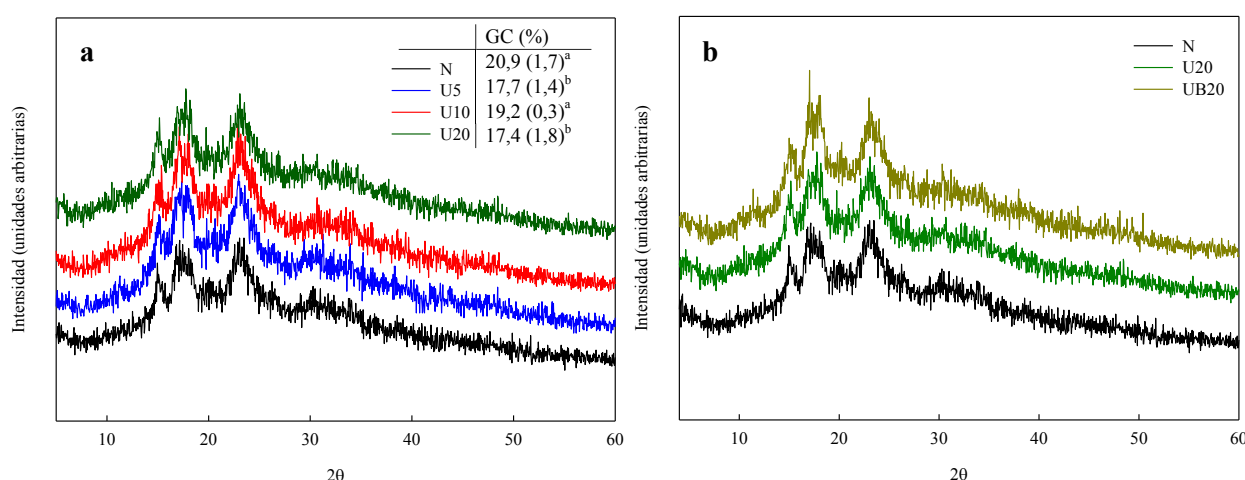 a
GC (%)
N 20,9 (1,7)ᵃ
U5 17,7 (1,4)ᵇ
U10 19,2 (0,3)ᵃ
U20 17,4 (1,8)ᵇ
Intensidad (unidades arbitrarias)
10 20 30 40 50 60
2θ
b
N
U20
UB20
Intensidad (unidades arbitrarias)
10 20 30 40 50 60
2θ